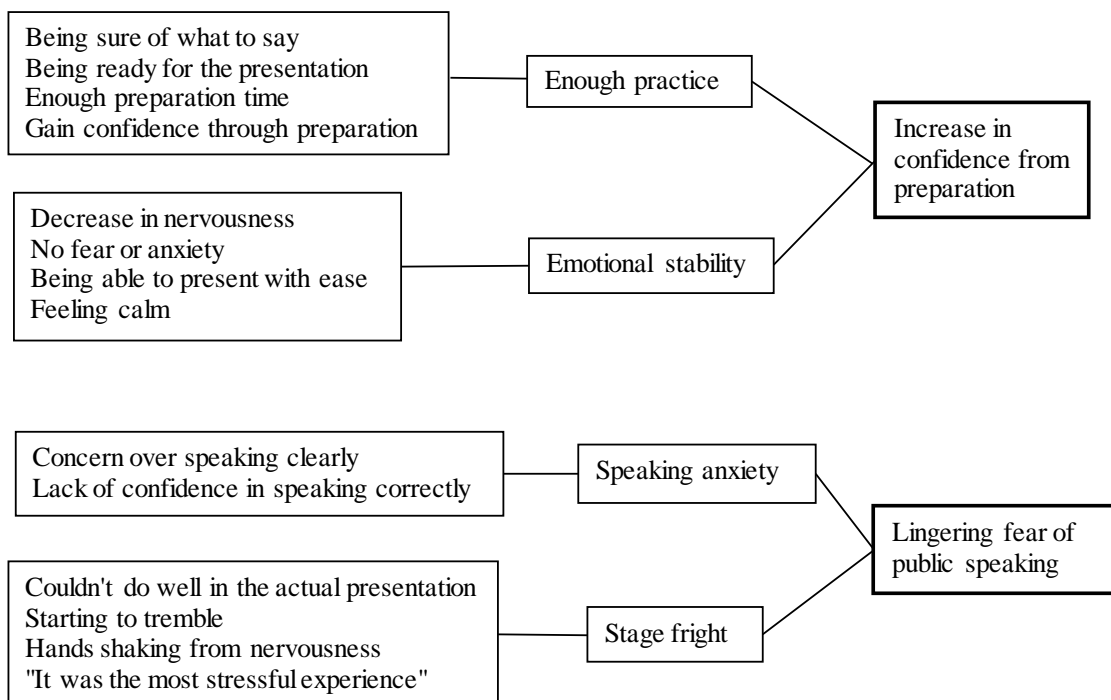 Being sure of what to say
Being ready for the presentation
Enough preparation time
Gain confidence through preparation
Enough practice
Increase in
confidence from
preparation
Decrease in nervousness
No fear or anxiety
Being able to present with ease
Feeling calm
Emotional stability
Concern over speaking clearly
Lack of confidence in speaking correctly
Speaking anxiety
Lingering fear of
public speaking
Couldn't do well in the actual presentation
Starting to tremble
Hands shaking from nervousness
"It was the most stressful experience"
Stage fright